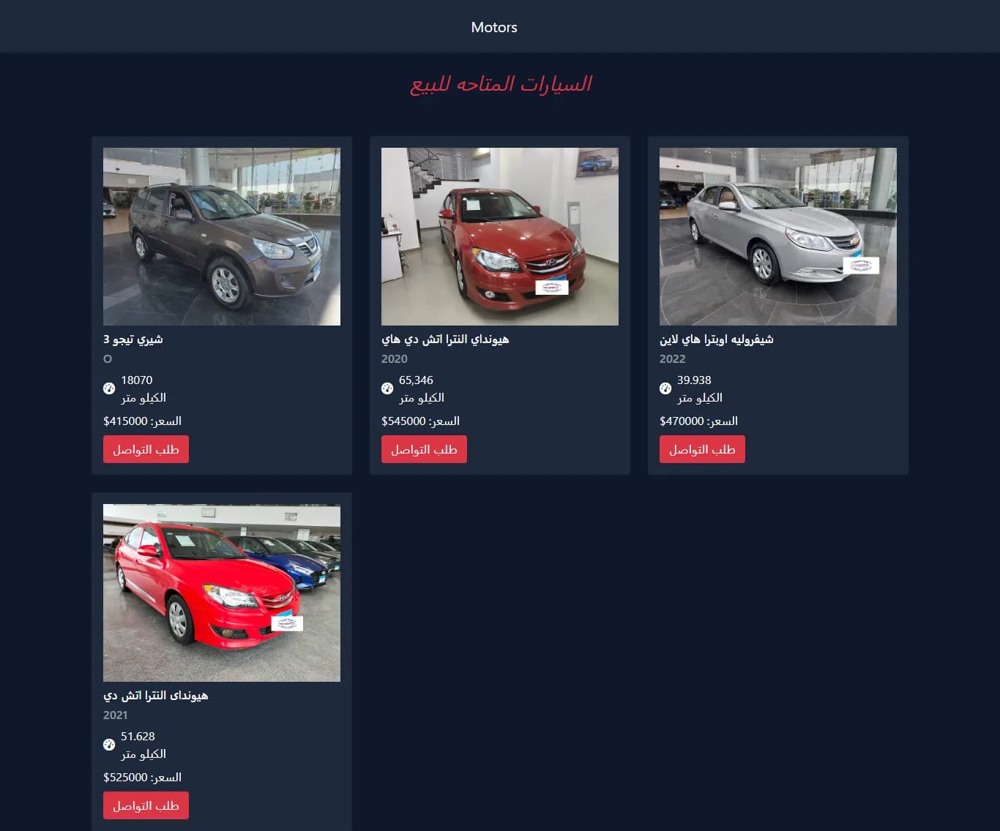 Motors
السيارات المتاحه للبيع
شيري تيجو 3
O
18070
الكيلو متر
السعر: 415000$
طلب التواصل
هيونداي النترا اتش دي هاي
2020
65,346
الكيلو متر
السعر: 545000$
طلب التواصل
شيفروليه اوبترا هاي لاين
2022
39.938
الكيلو متر
السعر: 470000$
طلب التواصل
هيونداى النترا اتش دي
2021
51.628
الكيلو متر
السعر: 525000$
طلب التواصل